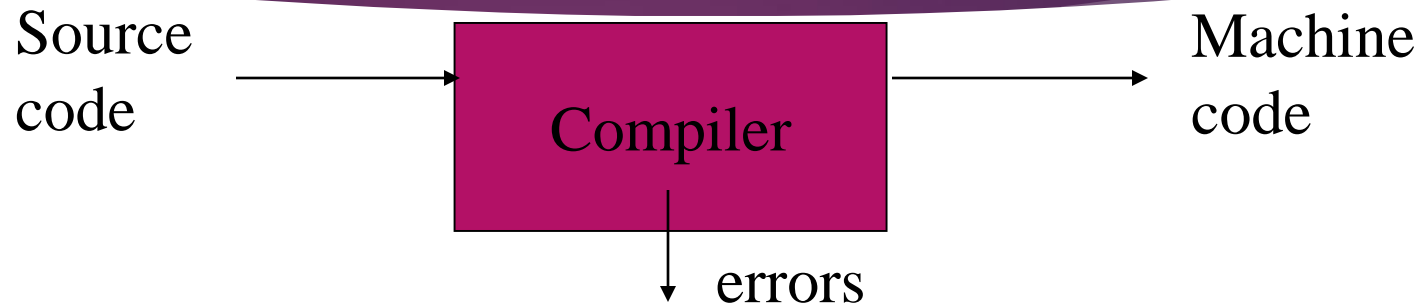 Source
code
Compiler
Machine
code
errors